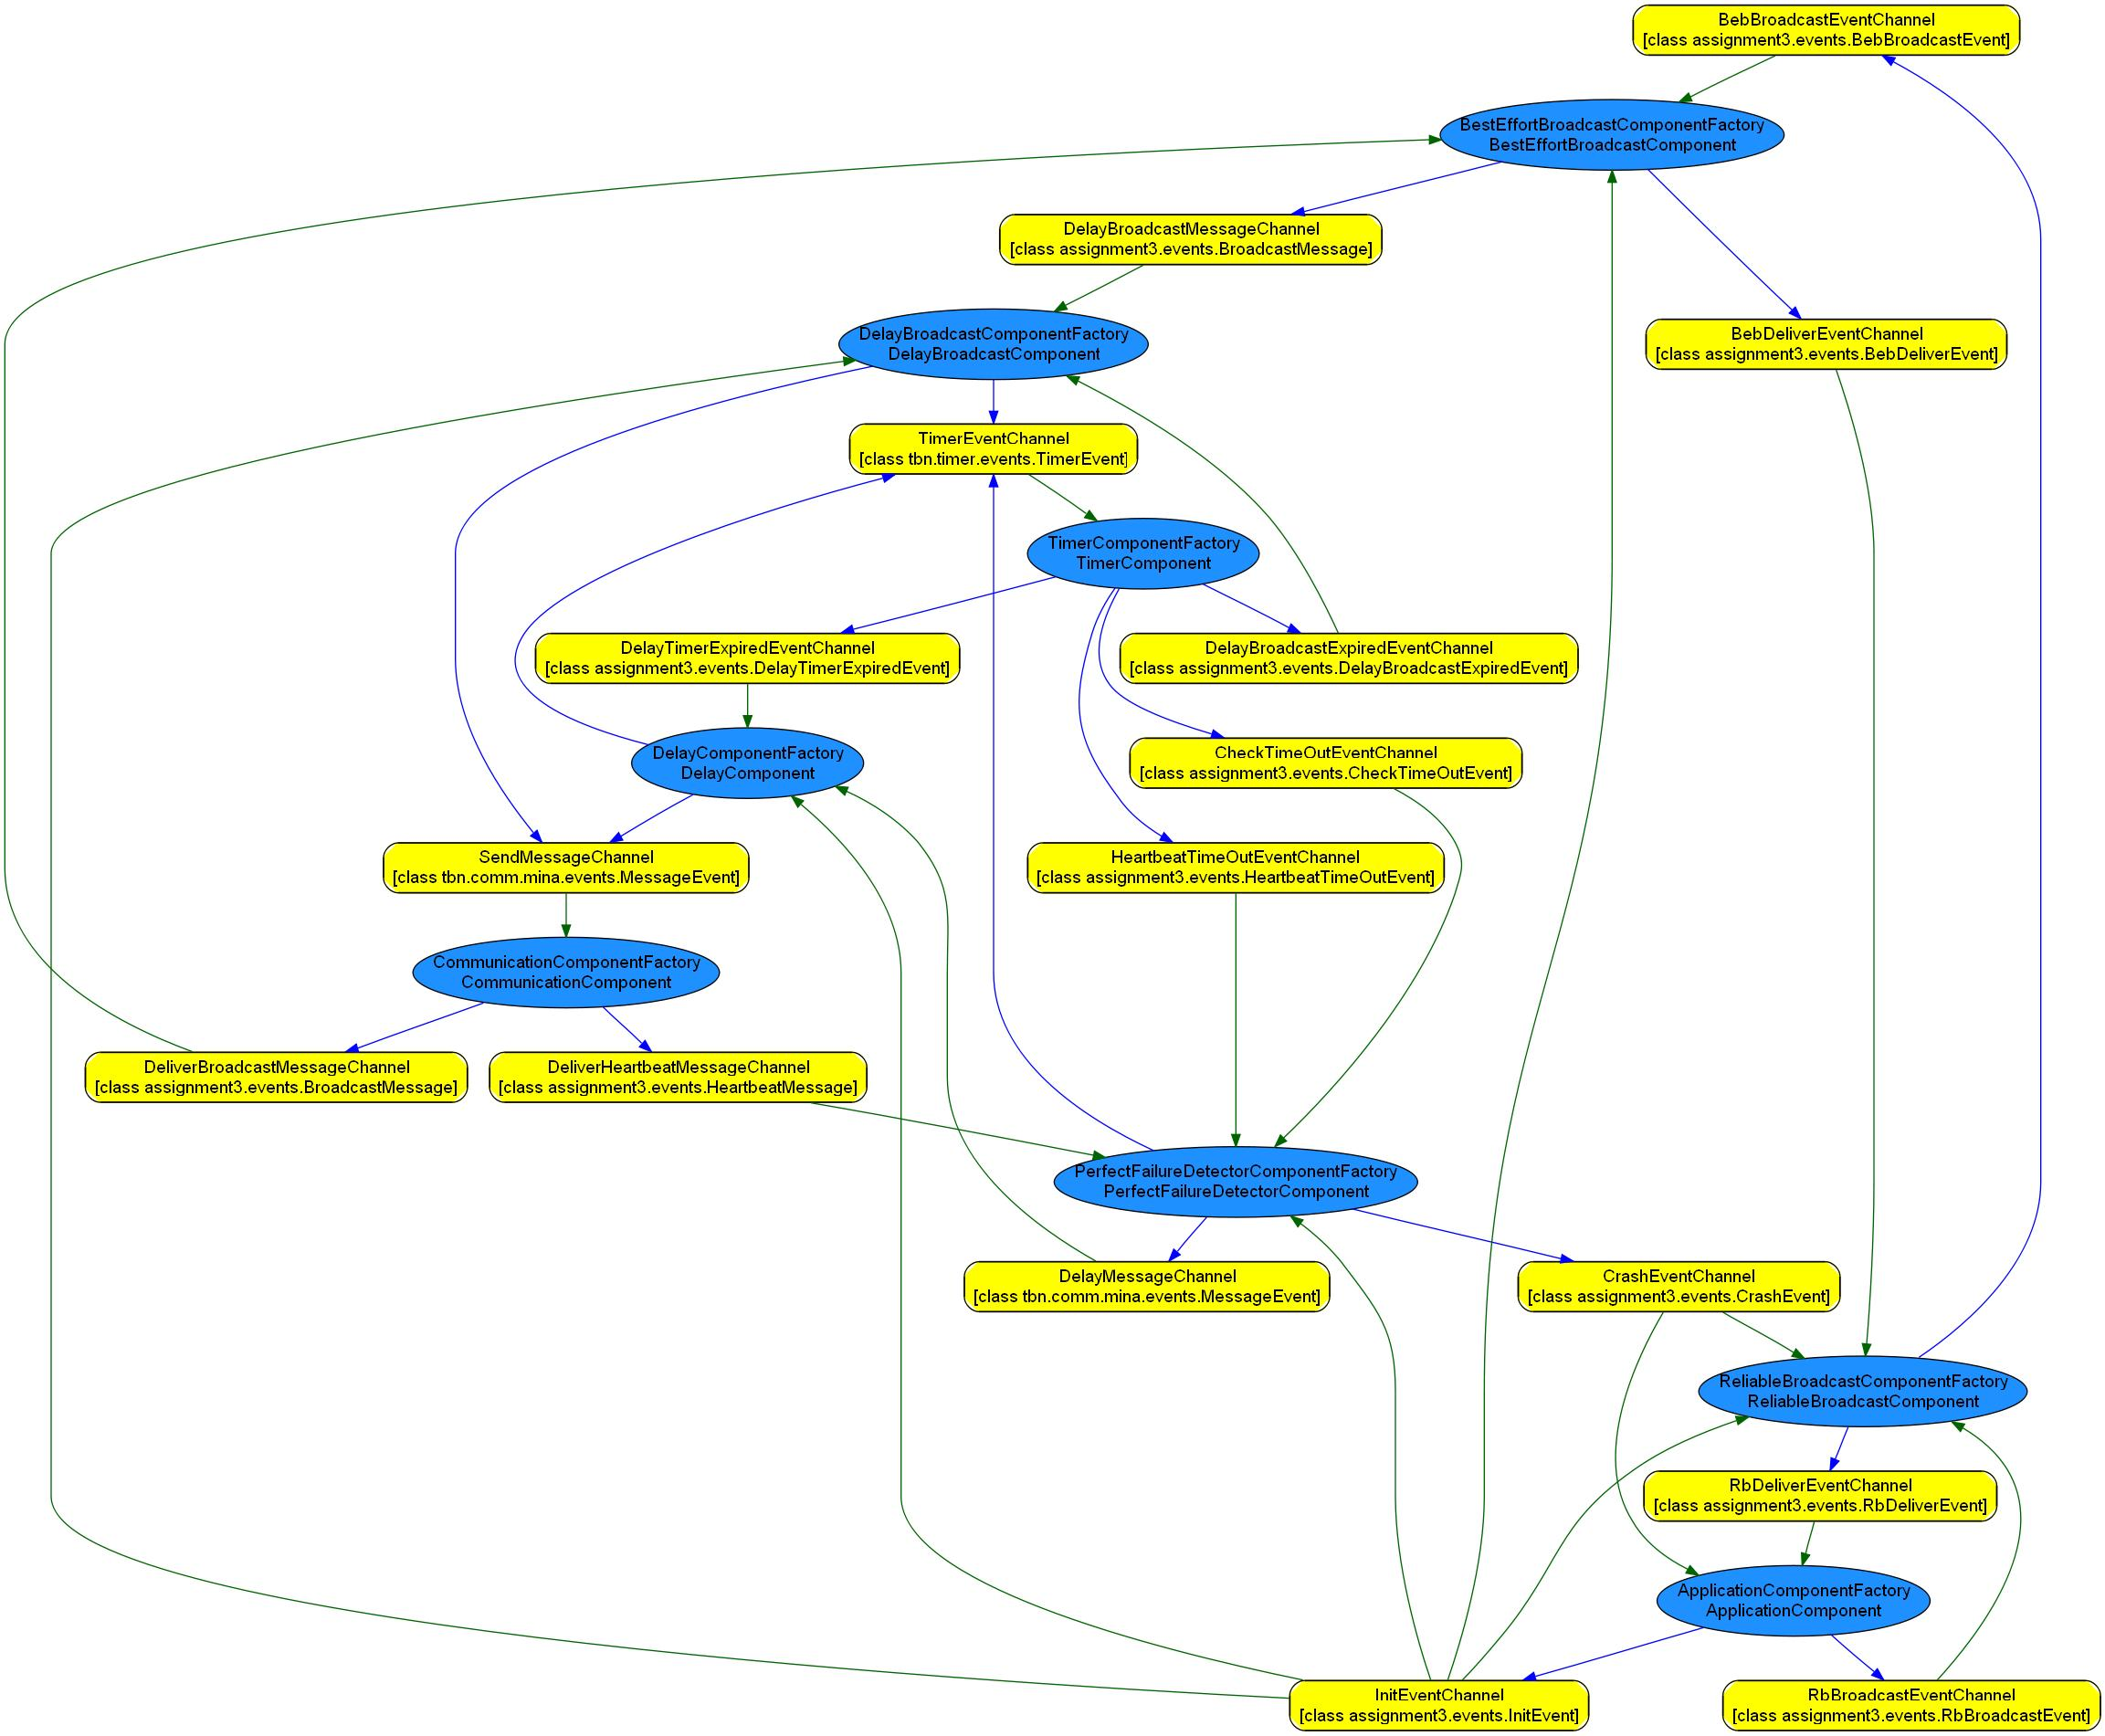 BebBroadcastEventChannel
[class assignment3.events.BebBroadcastEvent]
BestEffortBroadcastComponentFactory
BestEffortBroadcastComponent
DelayBroadcastMessageChannel
[class assignment3.events.BroadcastMessage]
DelayBroadcastComponentFactory
DelayBroadcastComponent
BebDeliverEventChannel
[class assignment3.events.BebDeliverEvent]
TimerEventChannel
[class tbn.timer.events.TimerEvent]
TimerComponentFactory
TimerComponent
DelayTimerExpiredEventChannel
[class assignment3.events.DelayTimerExpiredEvent]
DelayBroadcastExpiredEventChannel
[class assignment3.events.DelayBroadcastExpiredEvent]
DelayComponentFactory
DelayComponent
CheckTimeOutEventChannel
[class assignment3.events.CheckTimeOutEvent]
SendMessageChannel
[class tbn.comm.mina.events.MessageEvent]
HeartbeatTimeOutEventChannel
[class assignment3.events.HeartbeatTimeOutEvent]
CommunicationComponentFactory
CommunicationComponent
DeliverBroadcastMessageChannel
[class assignment3.events.BroadcastMessage]
DeliverHeartbeatMessageChannel
[class assignment3.events.HeartbeatMessage]
PerfectFailureDetectorComponentFactory
PerfectFailureDetectorComponent
DelayMessageChannel
[class tbn.comm.mina.events.MessageEvent]
CrashEventChannel
[class assignment3.events.CrashEvent]
ReliableBroadcastComponentFactory
ReliableBroadcastComponent
RbDeliverEventChannel
[class assignment3.events.RbDeliverEvent]
ApplicationComponentFactory
ApplicationComponent
InitEventChannel
[class assignment3.events.InitEvent]
RbBroadcastEventChannel
[class assignment3.events.RbBroadcastEvent]